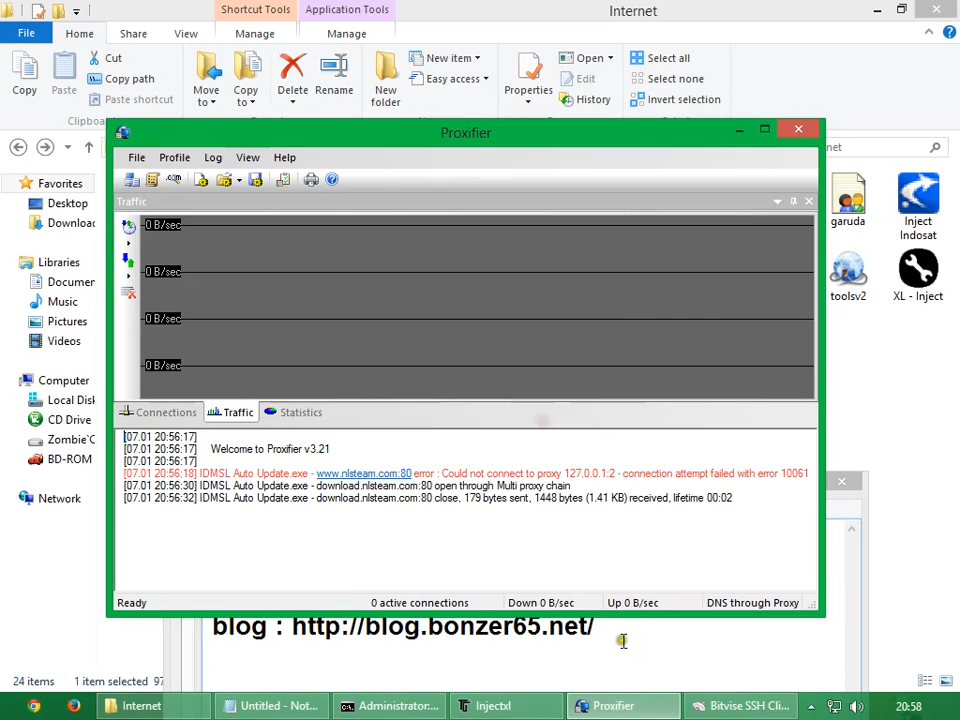 Shortcut Tools
Application Tools
Internet
File
Home
Share
View
Manage
Manage
Copy
Paste
Cut
Copy path
Paste shortcut
Move to
Copy to
Delete
Rename
New folder
New item
Easy access
Properties
Open
Edit
History
Select all
Select none
Invert selection
Favorites
Desktop
Libraries
Music
Pictures
Videos
Computer
CD Drive
BD-ROM
Network
garuda
Inject Indosat
toolsv2
XL - Inject
Proxifier
File Profile Log View Help
Traffic
0 B/sec
0 B/sec
0 B/sec
0 B/sec
Connections Traffic Statistics
[07.01 20:56:17]
[07.01 20:56:17] Welcome to Proxifier v3.21
[07.01 20:56:17]
[07.01 20:56:18] IDMSL Auto Update.exe - www.nlsteam.com:80 error : Could not connect to proxy 127.0.0.1:2 - connection attempt failed with error 10061
[07.01 20:56:30] IDMSL Auto Update.exe - download.nlsteam.com:80 open through Multi proxy chain
[07.01 20:56:32] IDMSL Auto Update.exe - download.nlsteam.com:80 close, 179 bytes sent, 1448 bytes (1.41 KB) received, lifetime 00:02
Ready 0 active connections Down 0 B/sec Up 0 B/sec DNS through Proxy
blog : http://blog.bonzer65.net/
24 items 1 item selected 97
Internet
Untitled - Not...
Administrator:...
Injectxl
Proxifier
Bitvise SSH Cli...
20:58